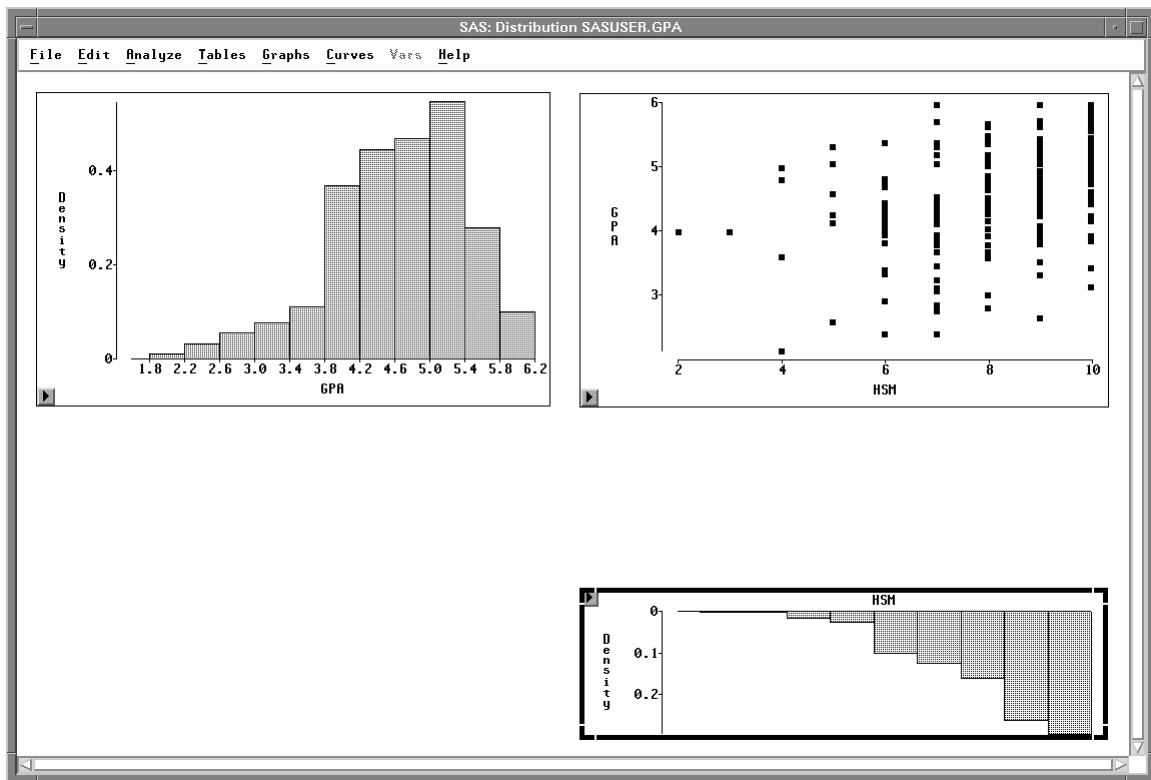 SAS: Distribution SASUSER.GPA
File Edit Analyze Tables Graphs Curves Vars Help
Density
0.4
0.2
0
1.8 2.2 2.6 3.0 3.4 3.8 4.2 4.6 5.0 5.4 5.8 6.2
GPA
GPA
6
5
4
3
2 4 6 8 10
HSM
HSM
Density
0
0.1
0.2